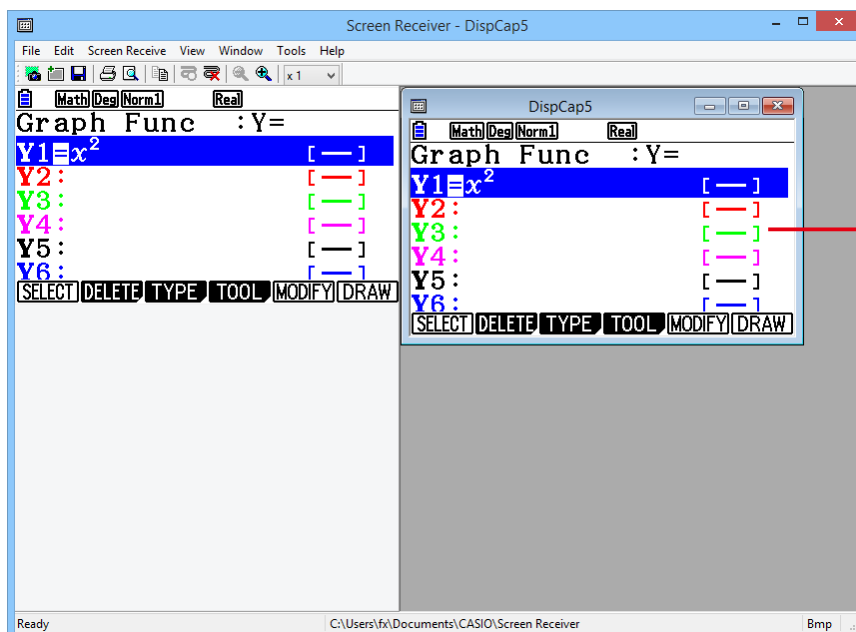 Screen Receiver - DispCap5
File Edit Screen Receive View Window Tools Help
x 1
Math Deg Norm1 Real
Graph Func :Y=
Y1=x²
[—]
Y2:
[—]
Y3:
[—]
Y4:
[—]
Y5:
[—]
Y6:
[—]
SELECT DELETE TYPE TOOL MODIFY DRAW
DispCap5
Math Deg Norm1 Real
Graph Func :Y=
Y1=x²
[—]
Y2:
[—]
Y3:
[—]
Y4:
[—]
Y5:
[—]
Y6:
[—]
SELECT DELETE TYPE TOOL MODIFY DRAW
Ready C:\Users\fx\Documents\CASIO\Screen Receiver Bmp